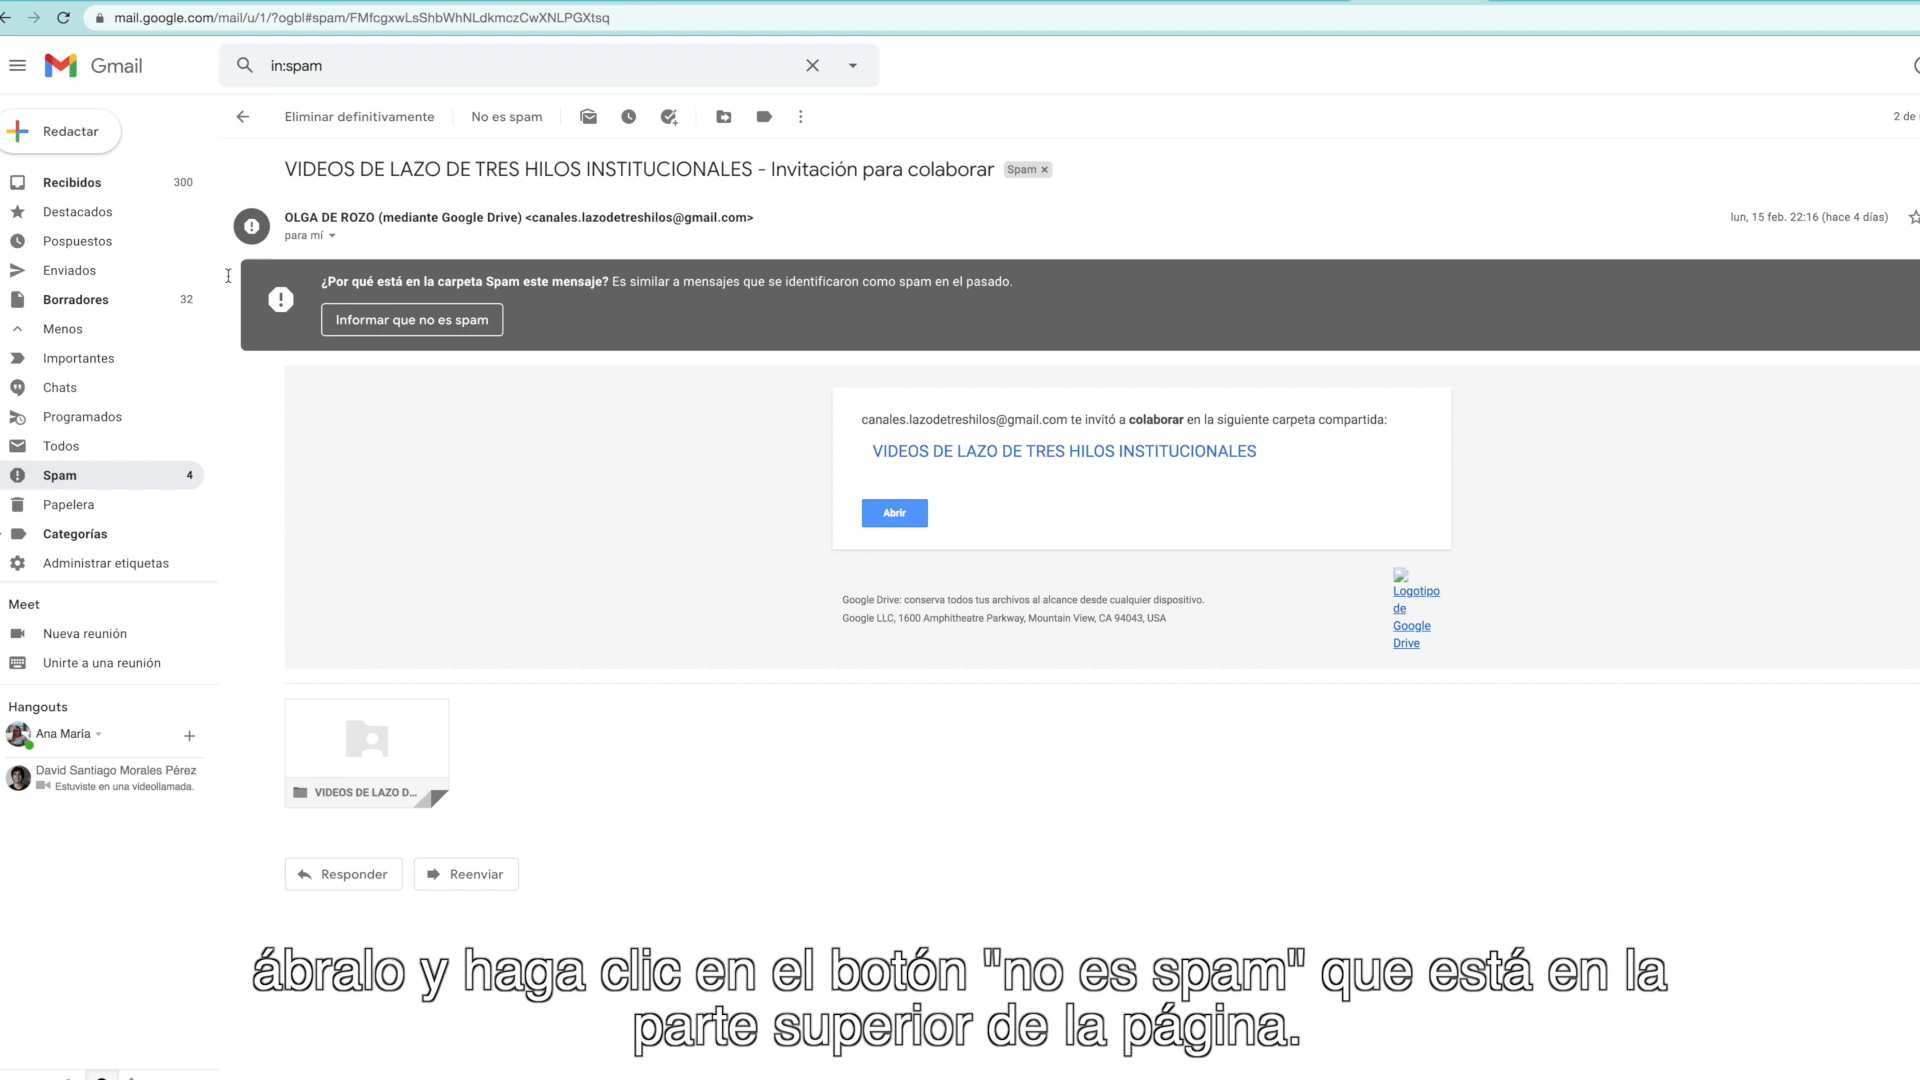 mail.google.com/mail/u/1/?ogbl#spam/FMfcgxwLsShbWhNLdkmczCwXNLPGXtsq
Gmail
in:spam
Redactar
Eliminar definitivamente
No es spam
2 de
VIDEOS DE LAZO DE TRES HILOS INSTITUCIONALES - Invitación para colaborar
Spam x
Recibidos 300
Destacados
Pospuestos
Enviados
Borradores 32
Menos
Importantes
Chats
Programados
Todos
Spam 4
Papelera
Categorías
Administrar etiquetas
Meet
Nueva reunión
Unirte a una reunión
Hangouts
Ana María
David Santiago Morales Pérez
Estuviste en una videollamada.
OLGA DE ROZO (mediante Google Drive) <canales.lazodetreshilos@gmail.com>
lun, 15 feb. 22:16 (hace 4 días)
para mí
¿Por qué está en la carpeta Spam este mensaje? Es similar a mensajes que se identificaron como spam en el pasado.
Informar que no es spam
canales.lazodetreshilos@gmail.com te invitó a colaborar en la siguiente carpeta compartida:
VIDEOS DE LAZO DE TRES HILOS INSTITUCIONALES
Abrir
Google Drive: conserva todos tus archivos al alcance desde cualquier dispositivo.
Google LLC, 1600 Amphitheatre Parkway, Mountain View, CA 94043, USA
Logotipo
de
Google
Drive
VIDEOS DE LAZO D...
Responder
Reenviar
ábralo y haga clic en el botón "no es spam" que está en la
parte superior de la página.